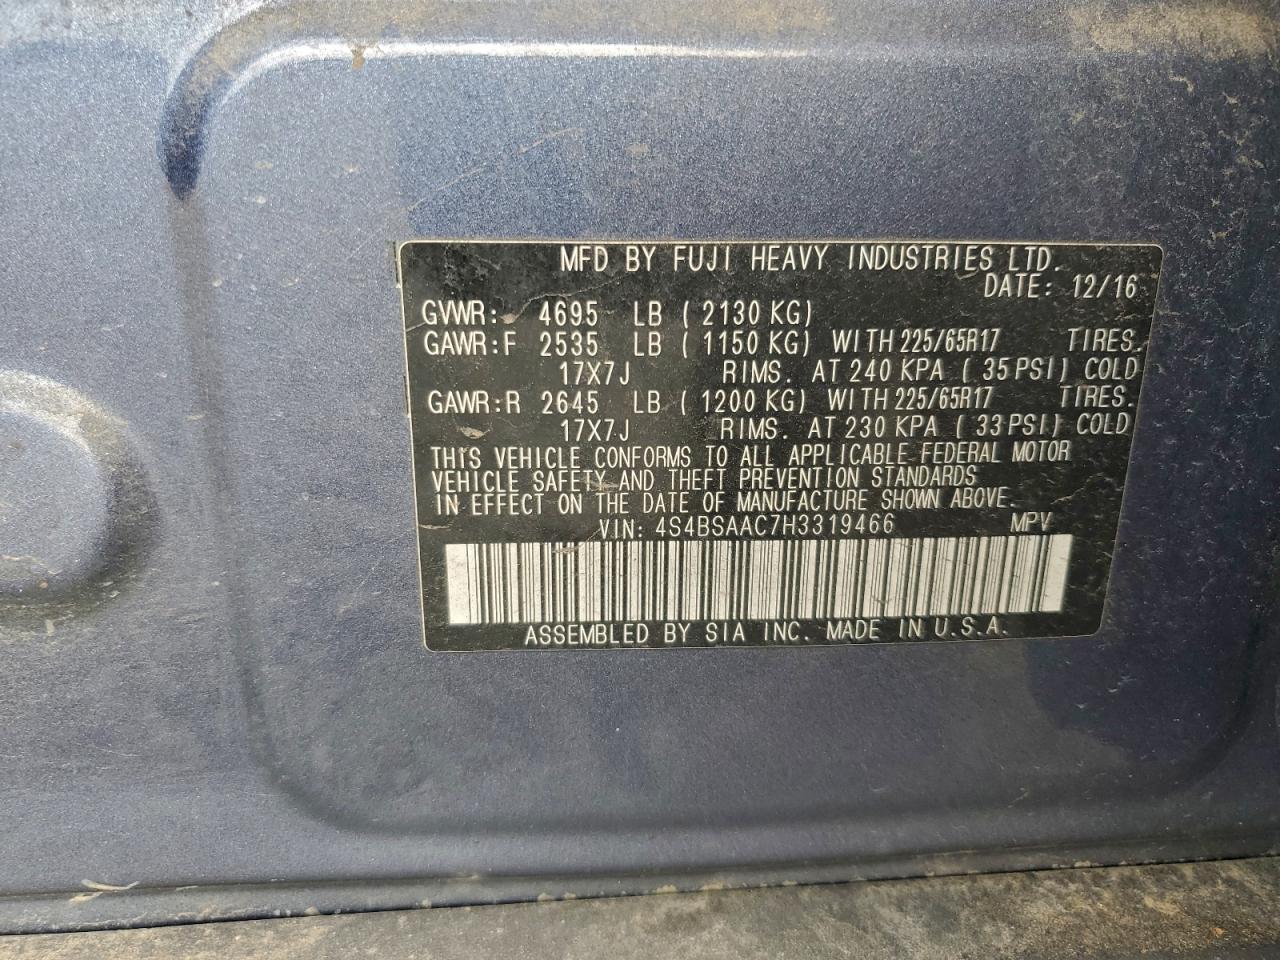 MFD BY FUJI HEAVY INDUSTRIES LTD.
DATE: 12/16
GVWR: 4695 LB ( 2130 KG)
GAWR:F 2535 LB ( 1150 KG) WITH 225/65R17 TIRES.
17X7J RIMS. AT 240 KPA ( 35 PSI) COLD
GAWR:R 2645 LB ( 1200 KG) WITH 225/65R17 TIRES.
17X7J RIMS. AT 230 KPA ( 33 PSI) COLD
THIS VEHICLE CONFORMS TO ALL APPLICABLE FEDERAL MOTOR
VEHICLE SAFETY AND THEFT PREVENTION STANDARDS
IN EFFECT ON THE DATE OF MANUFACTURE SHOWN ABOVE.
VIN: 4S4BSAAC7H3319466 MPV
ASSEMBLED BY SIA INC. MADE IN U.S.A.